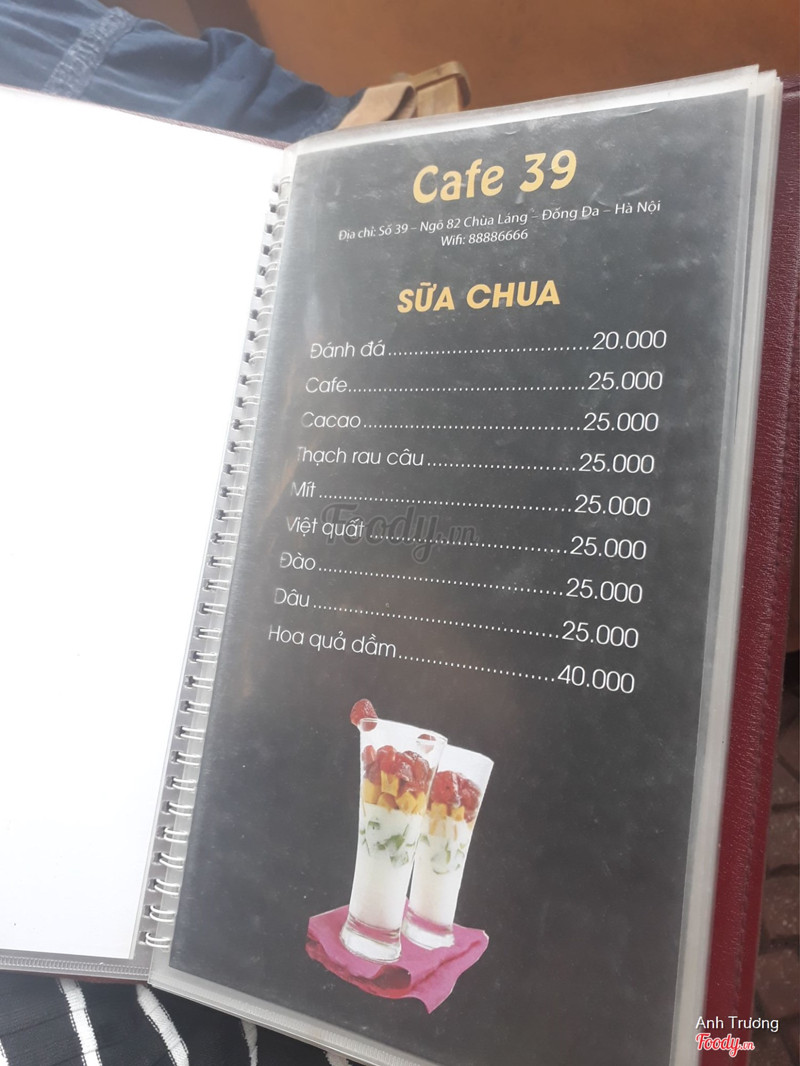 Cafe 39
Địa chỉ: Số 39 – Ngõ 82 Chùa Láng – Đống Đa – Hà Nội
Wifi: 88886666
SỮA CHUA
Đánh đá....................................20.000
Cafe.........................................25.000
Cacao......................................25.000
Thạch rau câu..........................25.000
Mít............................................25.000
Việt quất...................................25.000
Đào...........................................25.000
Dâu...........................................25.000
Hoa quả dầm...........................40.000
Foody.vn
Anh Trương
Foody.vn